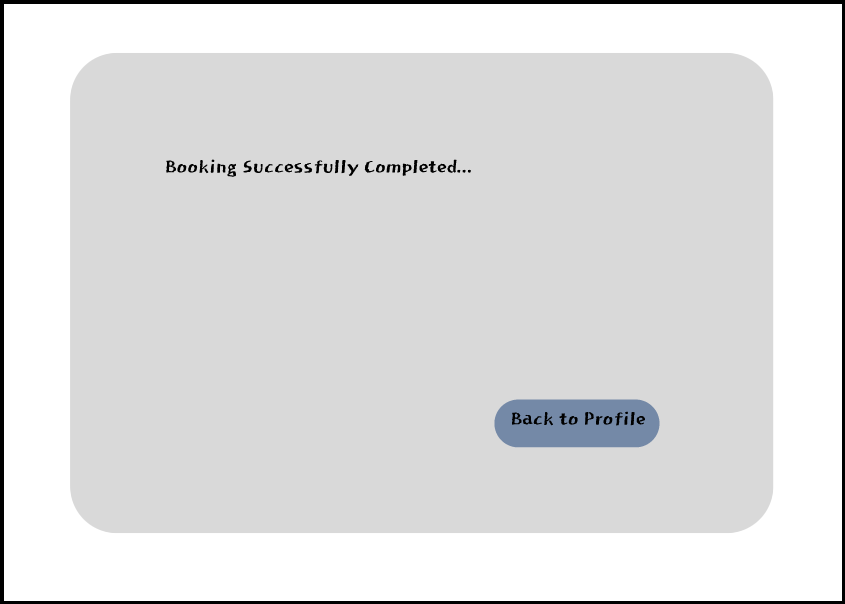 Booking Successfully Completed...
Back to Profile